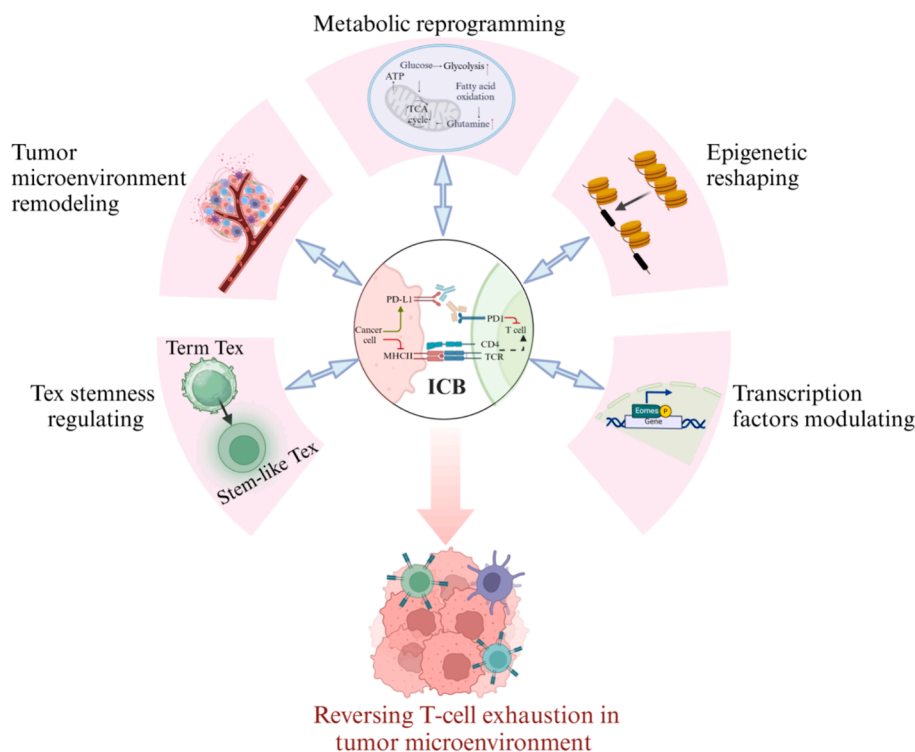 Metabolic reprogramming
Glucose→Glycolysis↑
ATP
Fatty acid
oxidation
TCA
cycle
Glutamine↑
Tumor
microenvironment
remodeling
Epigenetic
reshaping
PD-L1
PD1
T cell
Cancer
cell
CD4
MHCII
TCR
ICB
Term Tex
Tex stemness
regulating
Stem-like Tex
Eomes
P
Gene
Transcription
factors modulating
Reversing T-cell exhaustion in
tumor microenvironment